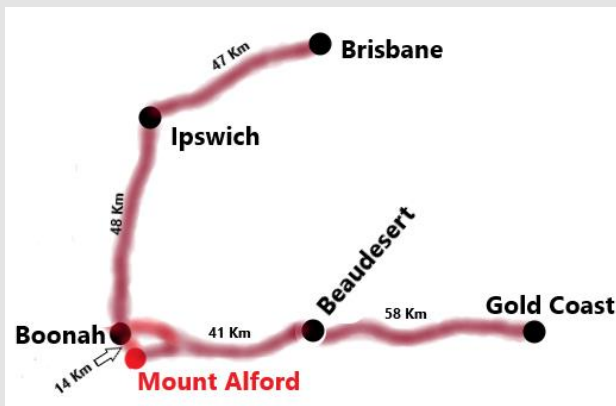 47 Km
Brisbane
Ipswich
48 Km
Beaudesert
Boonah
41 Km
58 Km
Gold Coast
14 Km
Mount Alford